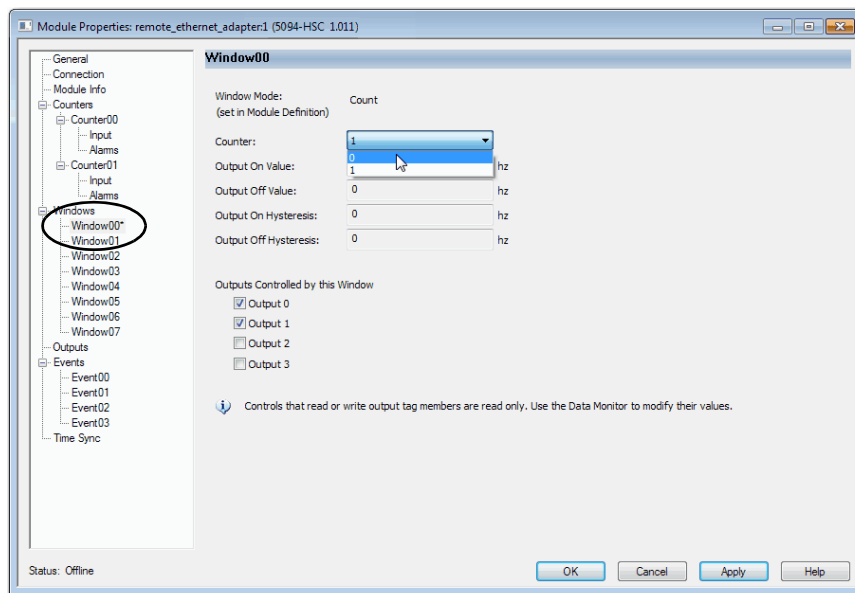 Module Properties: remote_ethernet_adapter:1 (5094-HSC 1.011)
General
Connection
Module Info
Counters
Counter00
Input
Alarms
Counter01
Input
Alarms
Windows
Window00*
Window01
Window02
Window03
Window04
Window05
Window06
Window07
Outputs
Events
Event00
Event01
Event02
Event03
Time Sync
Window00
Window Mode: Count
(set in Module Definition)
Counter: 1
0
1
Output On Value: hz
Output Off Value: 0 hz
Output On Hysteresis: 0 hz
Output Off Hysteresis: 0 hz
Outputs Controlled by this Window
Output 0
Output 1
Output 2
Output 3
Controls that read or write output tag members are read only. Use the Data Monitor to modify their values.
Status: Offline
OK Cancel Apply Help